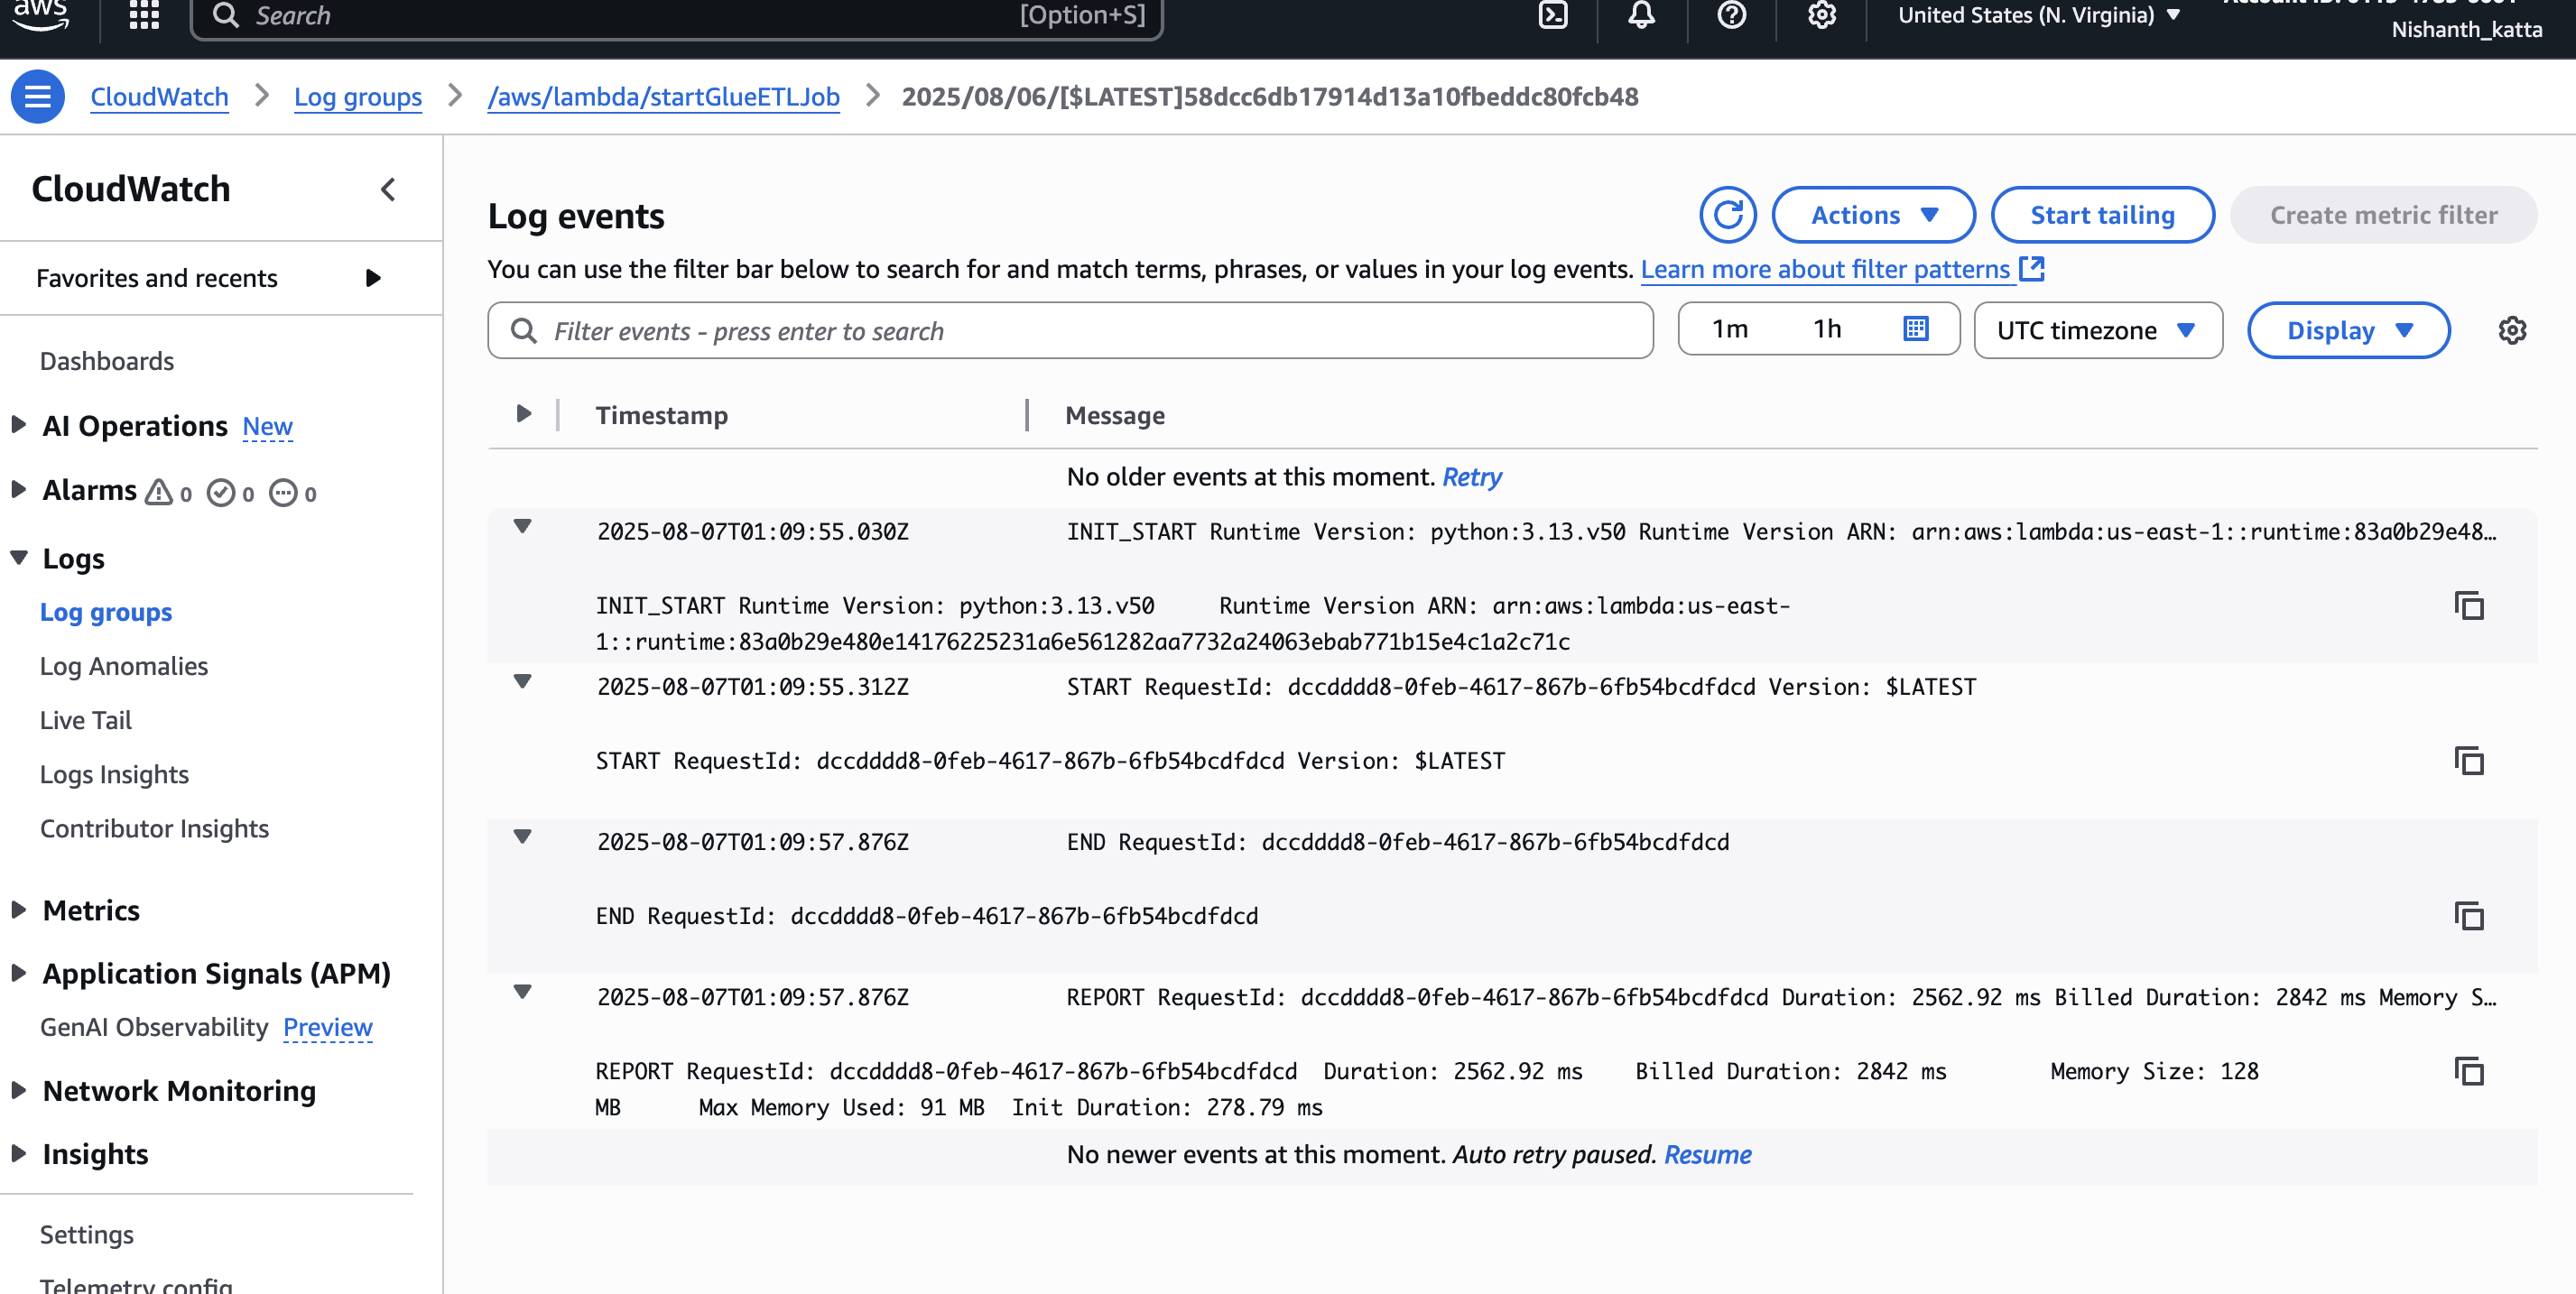 aws
Search
[Option+S]
United States (N. Virginia)
Nishanth_katta
CloudWatch
Log groups
/aws/lambda/startGlueETLJob
2025/08/06/[$LATEST]58dcc6db17914d13a10fbeddc80fcb48
CloudWatch
Favorites and recents
Dashboards
AI Operations New
Alarms 0 0 0
Logs
Log groups
Log Anomalies
Live Tail
Logs Insights
Contributor Insights
Metrics
Application Signals (APM)
GenAI Observability Preview
Network Monitoring
Insights
Settings
Telemetry config
Log events
Actions
Start tailing
Create metric filter
You can use the filter bar below to search for and match terms, phrases, or values in your log events. Learn more about filter patterns
Filter events - press enter to search
1m 1h
UTC timezone
Display
Timestamp Message
No older events at this moment. Retry
2025-08-07T01:09:55.030Z INIT_START Runtime Version: python:3.13.v50 Runtime Version ARN: arn:aws:lambda:us-east-1::runtime:83a0b29e48…
INIT_START Runtime Version: python:3.13.v50 Runtime Version ARN: arn:aws:lambda:us-east-
1::runtime:83a0b29e480e14176225231a6e561282aa7732a24063ebab771b15e4c1a2c71c
2025-08-07T01:09:55.312Z START RequestId: dccdddd8-0feb-4617-867b-6fb54bcdfdcd Version: $LATEST
START RequestId: dccdddd8-0feb-4617-867b-6fb54bcdfdcd Version: $LATEST
2025-08-07T01:09:57.876Z END RequestId: dccdddd8-0feb-4617-867b-6fb54bcdfdcd
END RequestId: dccdddd8-0feb-4617-867b-6fb54bcdfdcd
2025-08-07T01:09:57.876Z REPORT RequestId: dccdddd8-0feb-4617-867b-6fb54bcdfdcd Duration: 2562.92 ms Billed Duration: 2842 ms Memory S…
REPORT RequestId: dccdddd8-0feb-4617-867b-6fb54bcdfdcd Duration: 2562.92 ms Billed Duration: 2842 ms Memory Size: 128
MB Max Memory Used: 91 MB Init Duration: 278.79 ms
No newer events at this moment. Auto retry paused. Resume